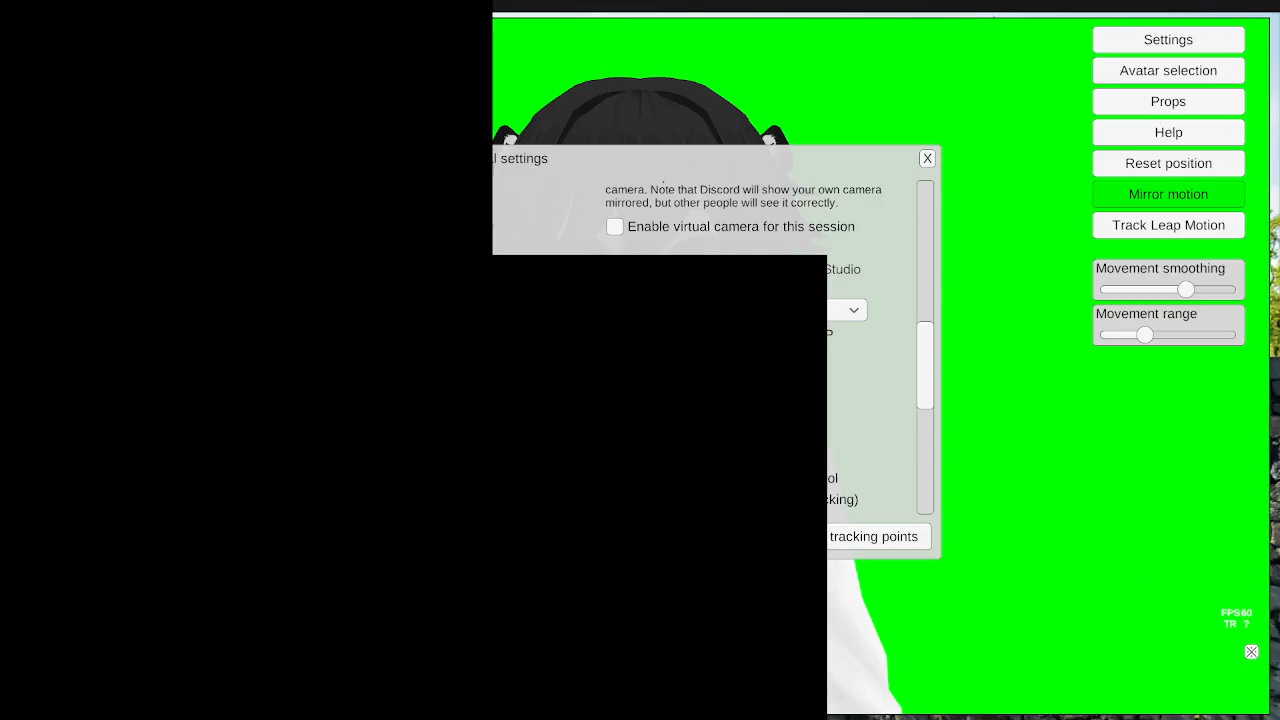 settings
camera. Note that Discord will show your own camera
mirrored, but other people will see it correctly.
Enable virtual camera for this session
Studio
tracking points
X
Settings
Avatar selection
Props
Help
Reset position
Mirror motion
Track Leap Motion
Movement smoothing
Movement range
FPS60
TR ?